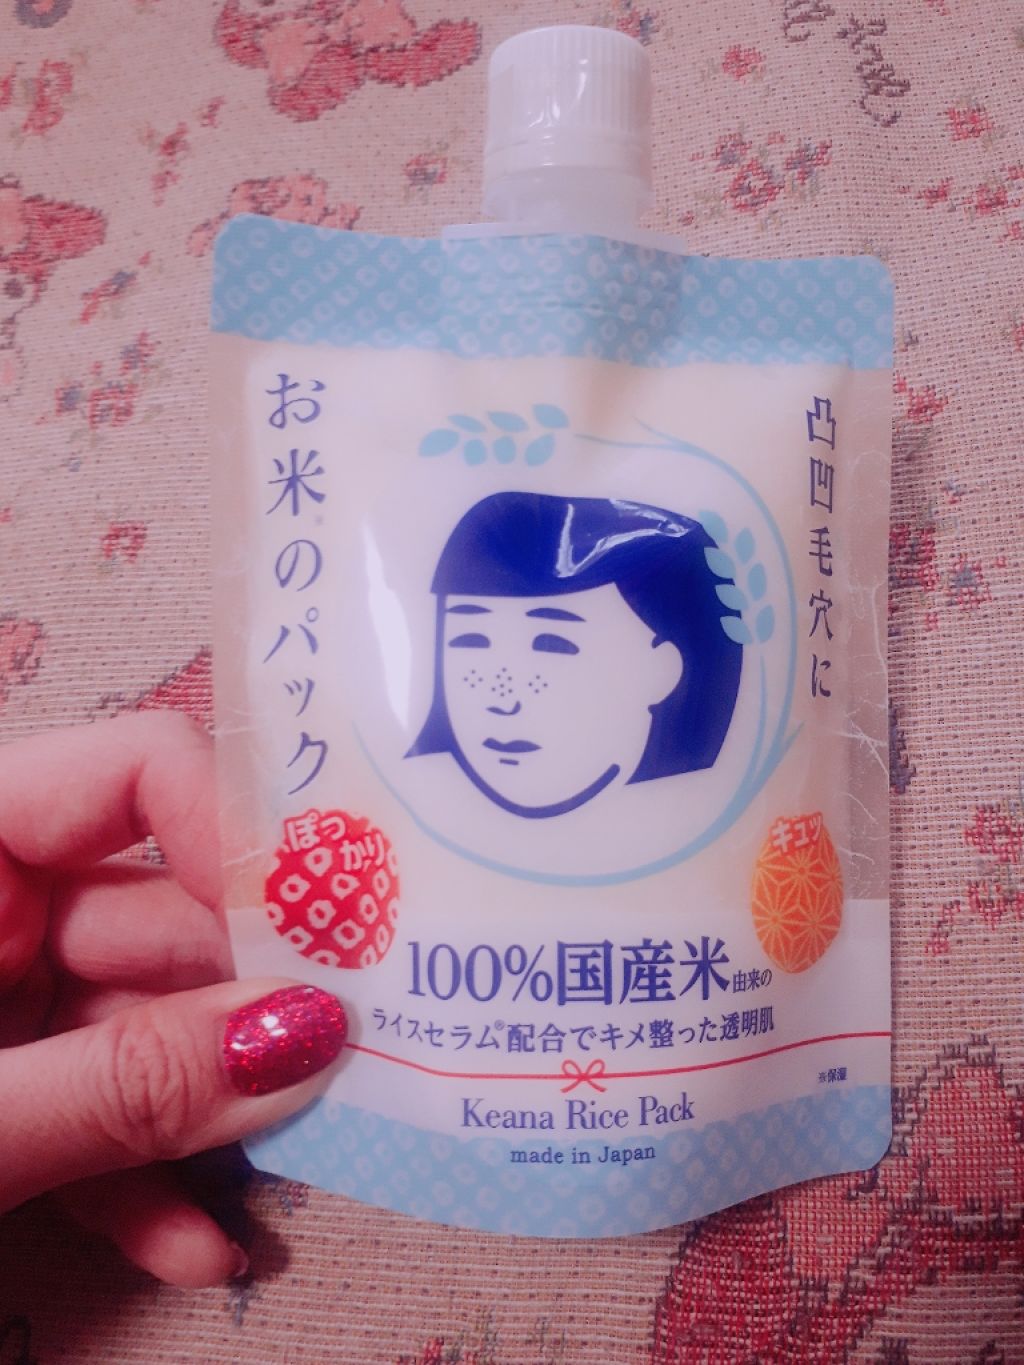 凸凹毛穴に
お米※のパック
ぽっかり
キュッ
100%国産米由来の
ライスセラム®配合でキメ整った透明肌
※保湿
Keana Rice Pack
made in Japan